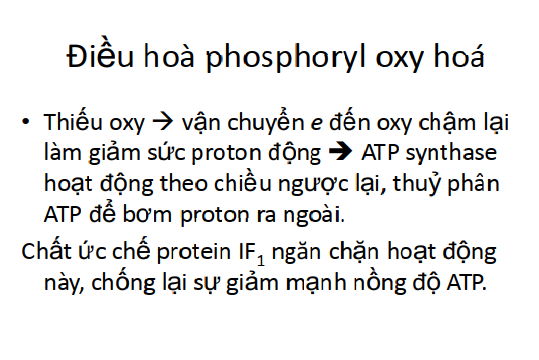 Điều hoà phosphoryl oxy hoá
• Thiếu oxy → vận chuyển e đến oxy chậm lại
làm giảm sức proton động ➔ ATP synthase
hoạt động theo chiều ngược lại, thuỷ phân
ATP để bơm proton ra ngoài.
Chất ức chế protein IF₁ ngăn chặn hoạt động
này, chống lại sự giảm mạnh nồng độ ATP.